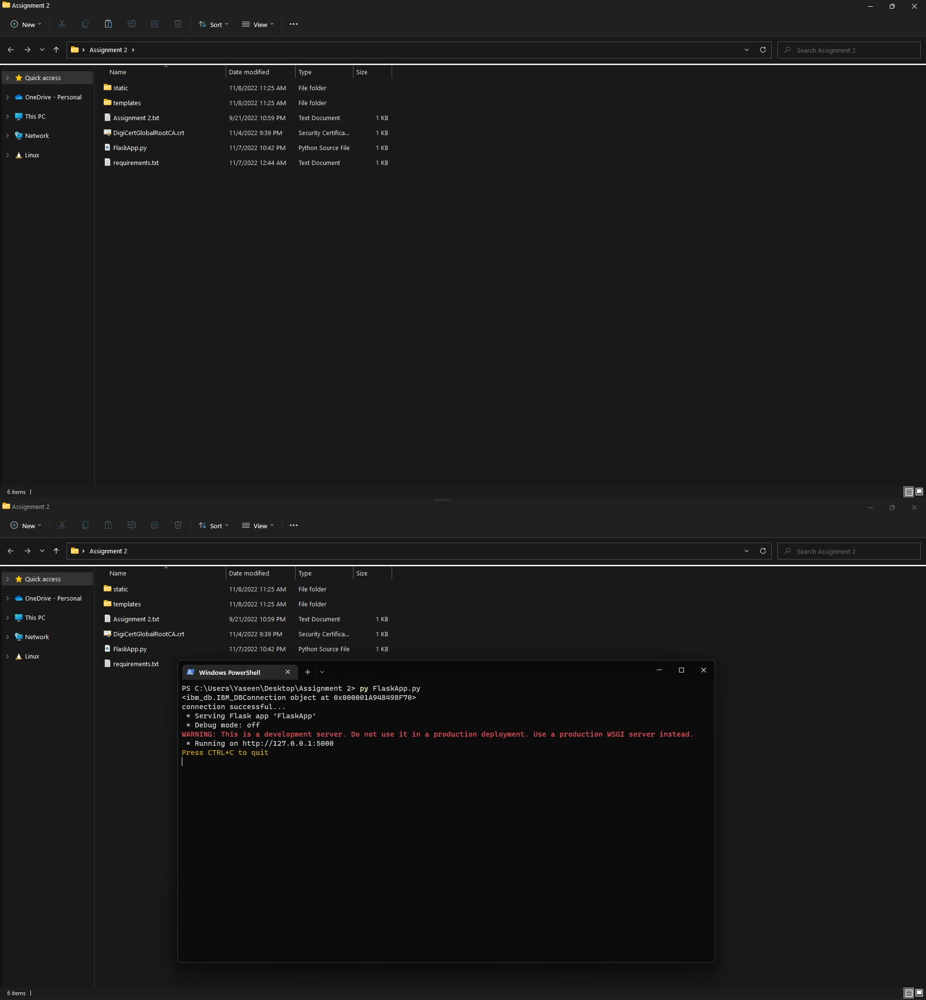 Assignment 2
New
Sort
View
Assignment 2
Search Assignment 2
Quick access
OneDrive - Personal
This PC
Network
Linux
Name Date modified Type Size
static 11/8/2022 11:25 AM File folder
templates 11/8/2022 11:25 AM File folder
Assignment 2.txt 9/21/2022 10:59 PM Text Document 1 KB
DigiCertGlobalRootCA.crt 11/4/2022 9:39 PM Security Certifica... 1 KB
FlaskApp.py 11/7/2022 10:42 PM Python Source File 1 KB
requirements.txt 11/7/2022 12:44 AM Text Document 1 KB
6 items
Assignment 2
New
Sort
View
Assignment 2
Search Assignment 2
Quick access
OneDrive - Personal
This PC
Network
Linux
Name Date modified Type Size
static 11/8/2022 11:25 AM File folder
templates 11/8/2022 11:25 AM File folder
Assignment 2.txt 9/21/2022 10:59 PM Text Document 1 KB
DigiCertGlobalRootCA.crt 11/4/2022 9:39 PM Security Certifica... 1 KB
FlaskApp.py 11/7/2022 10:42 PM Python Source File 1 KB
requirements.txt
Windows PowerShell
PS C:\Users\Yaseen\Desktop\Assignment 2> py FlaskApp.py
<ibm_db.IBM_DBConnection object at 0x000001A948498F70>
connection successful...
* Serving Flask app 'FlaskApp'
* Debug mode: off
WARNING: This is a development server. Do not use it in a production deployment. Use a production WSGI server instead.
* Running on http://127.0.0.1:5000
Press CTRL+C to quit
6 items